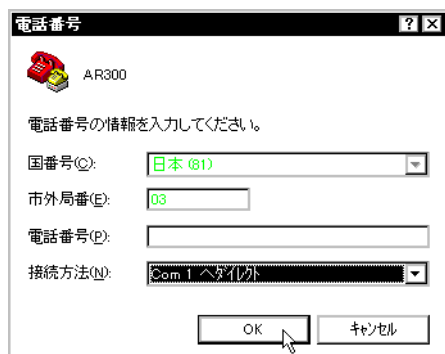 電話番号
AR300
電話番号の情報を入力してください。
国番号(C): 日本 (81)
市外局番(E): 03
電話番号(P):
接続方法(N): Com 1 へダイレクト
OK キャンセル